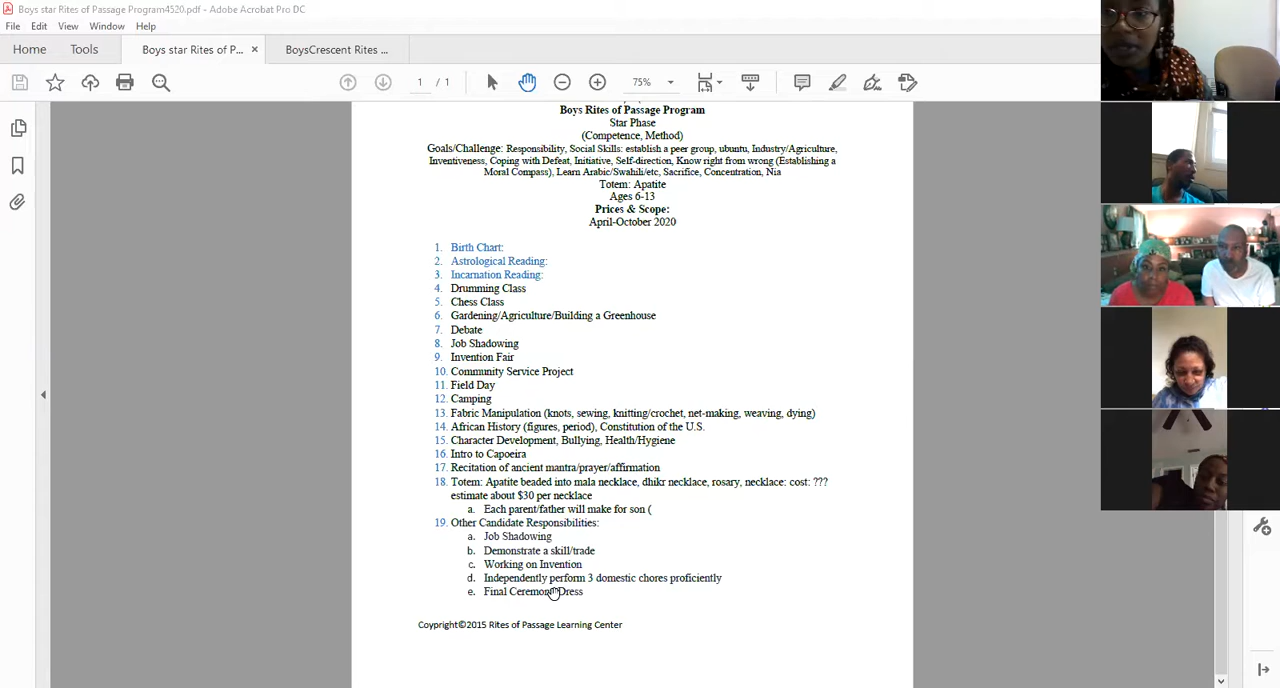 Boys star Rites of Passage Program4520.pdf - Adobe Acrobat Pro DC
File Edit View Window Help
Home Tools Boys star Rites of P... × BoysCrescent Rites ...
1 / 1 75%
Boys Rites of Passage Program
Star Phase
(Competence, Method)
Goals/Challenge: Responsibility, Social Skills: establish a peer group, ubuntu, Industry/Agriculture,
Inventiveness, Coping with Defeat, Initiative, Self-direction, Know right from wrong (Establishing a
Moral Compass), Learn Arabic/Swahili/etc, Sacrifice, Concentration, Nia
Totem: Apatite
Ages 6-13
Prices & Scope:
April-October 2020
1. Birth Chart:
2. Astrological Reading:
3. Incarnation Reading:
4. Drumming Class
5. Chess Class
6. Gardening/Agriculture/Building a Greenhouse
7. Debate
8. Job Shadowing
9. Invention Fair
10. Community Service Project
11. Field Day
12. Camping
13. Fabric Manipulation (knots, sewing, knitting/crochet, net-making, weaving, dying)
14. African History (figures, period), Constitution of the U.S.
15. Character Development, Bullying, Health/Hygiene
16. Intro to Capoeira
17. Recitation of ancient mantra/prayer/affirmation
18. Totem: Apatite beaded into mala necklace, dhikr necklace, rosary, necklace: cost: ???
estimate about $30 per necklace
a. Each parent/father will make for son (
19. Other Candidate Responsibilities:
a. Job Shadowing
b. Demonstrate a skill/trade
c. Working on Invention
d. Independently perform 3 domestic chores proficiently
e. Final Ceremony Dress
Coypright©2015 Rites of Passage Learning Center